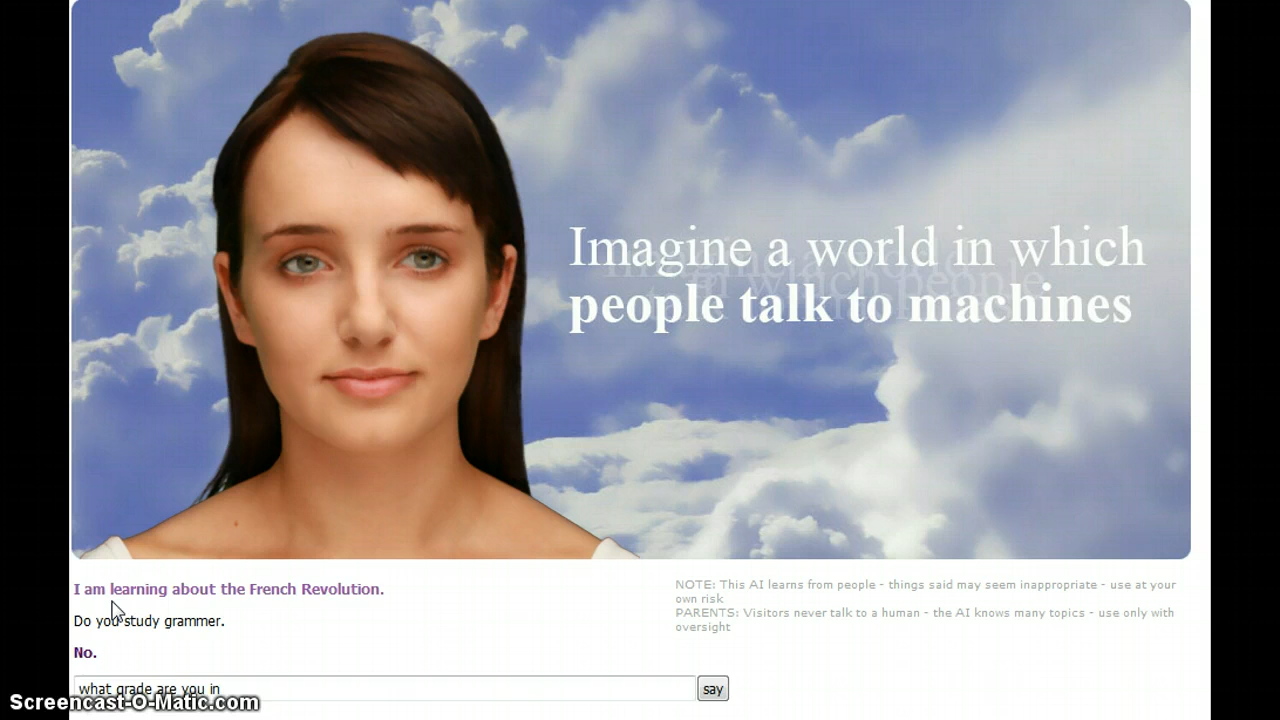 Imagine a world in which
people talk to machines
I am learning about the French Revolution.
Do you study grammer.
No.
what grade are you in
say
NOTE: This AI learns from people - things said may seem inappropriate - use at your
own risk
PARENTS: Visitors never talk to a human - the AI knows many topics - use only with
oversight
Screencast-O-Matic.com